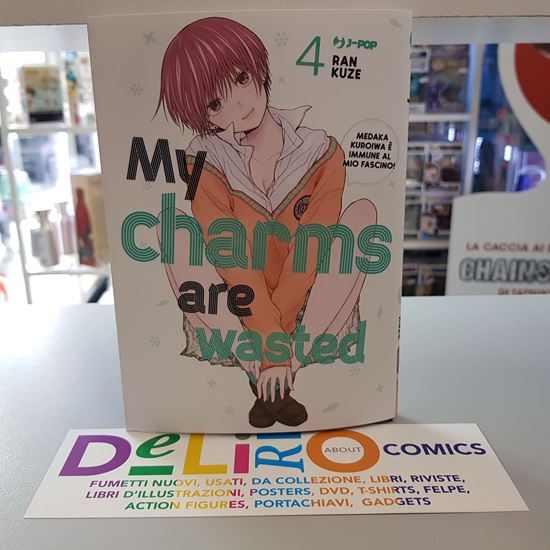 4
J-POP
RAN
KUZE
MEDAKA
KUROIWA È
IMMUNE AL
MIO FASCINO!
My
charms
are
wasted
LA CACCIA AI
CHAINS
DELIRIO ABOUT COMICS
FUMETTI NUOVI, USATI, DA COLLEZIONE, LIBRI, RIVISTE,
LIBRI D'ILLUSTRAZIONI, POSTERS, DVD, T-SHIRTS, FELPE,
ACTION FIGURES, PORTACHIAVI, GADGETS